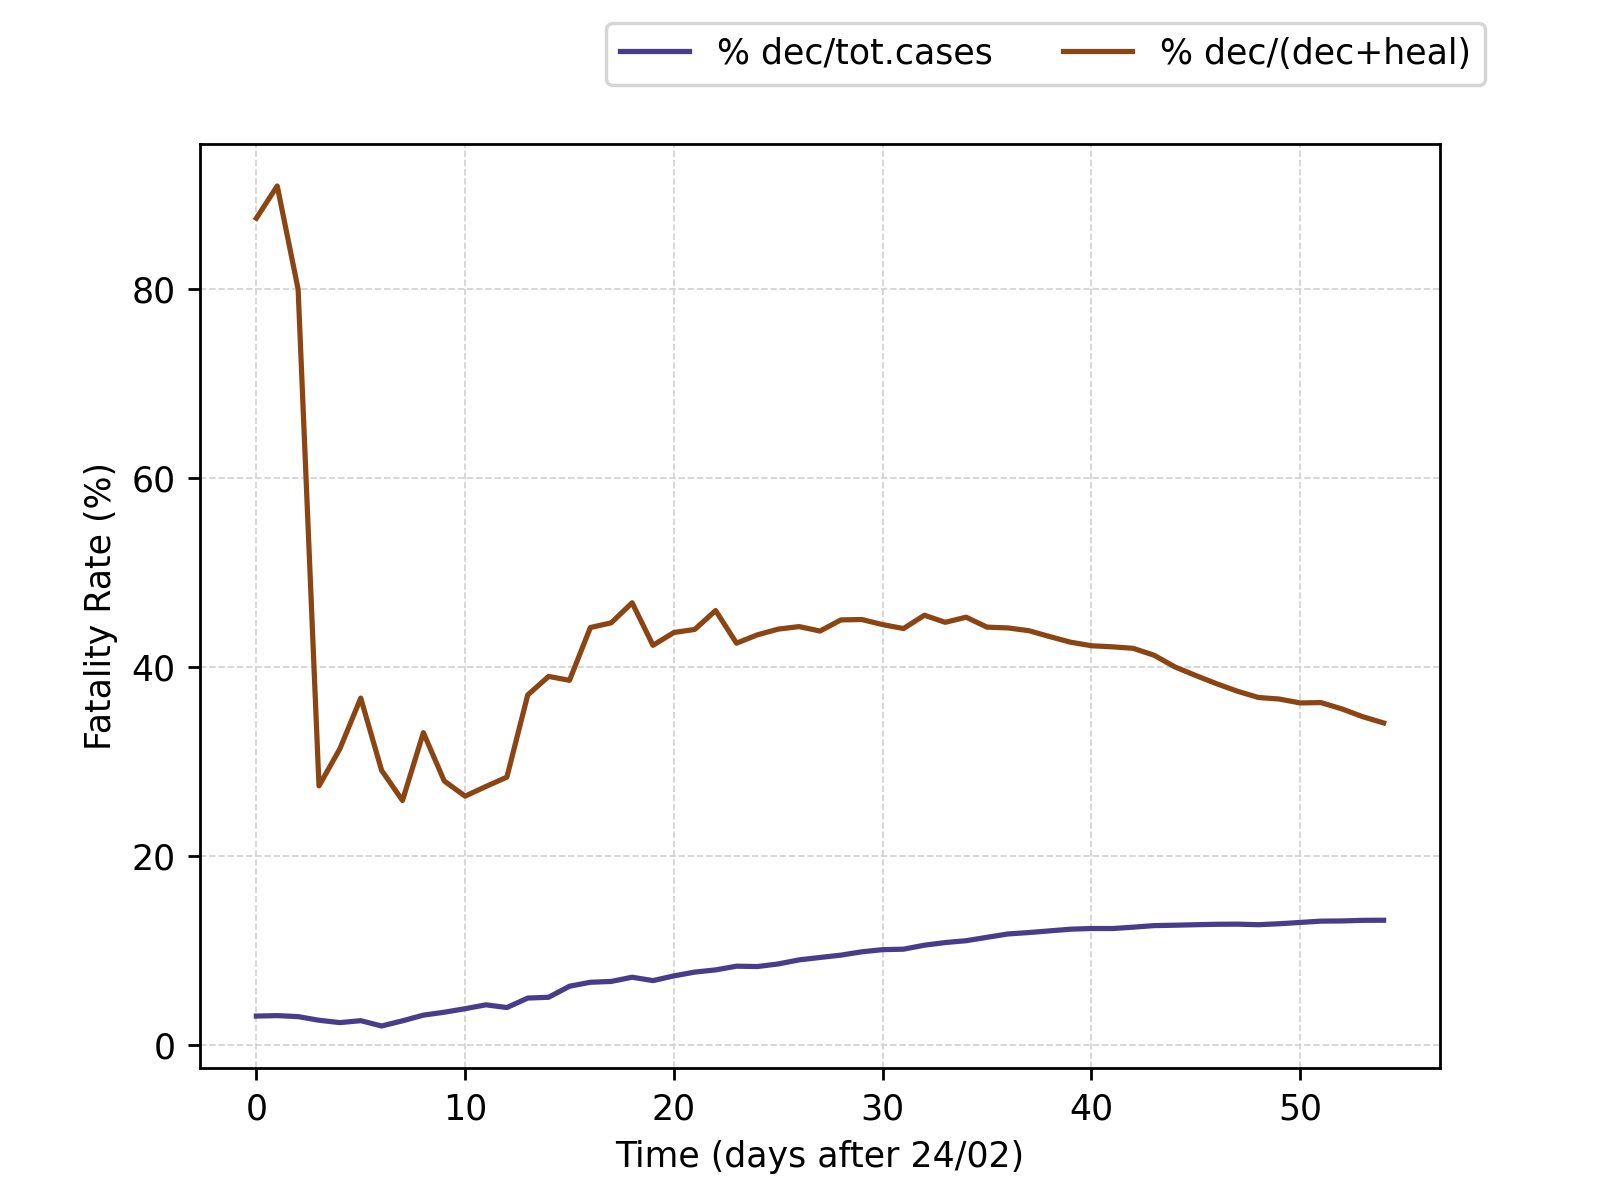 % dec/tot.cases % dec/(dec+heal)
80
60
40
20
0
Fatality Rate (%)
0 10 20 30 40 50
Time (days after 24/02)